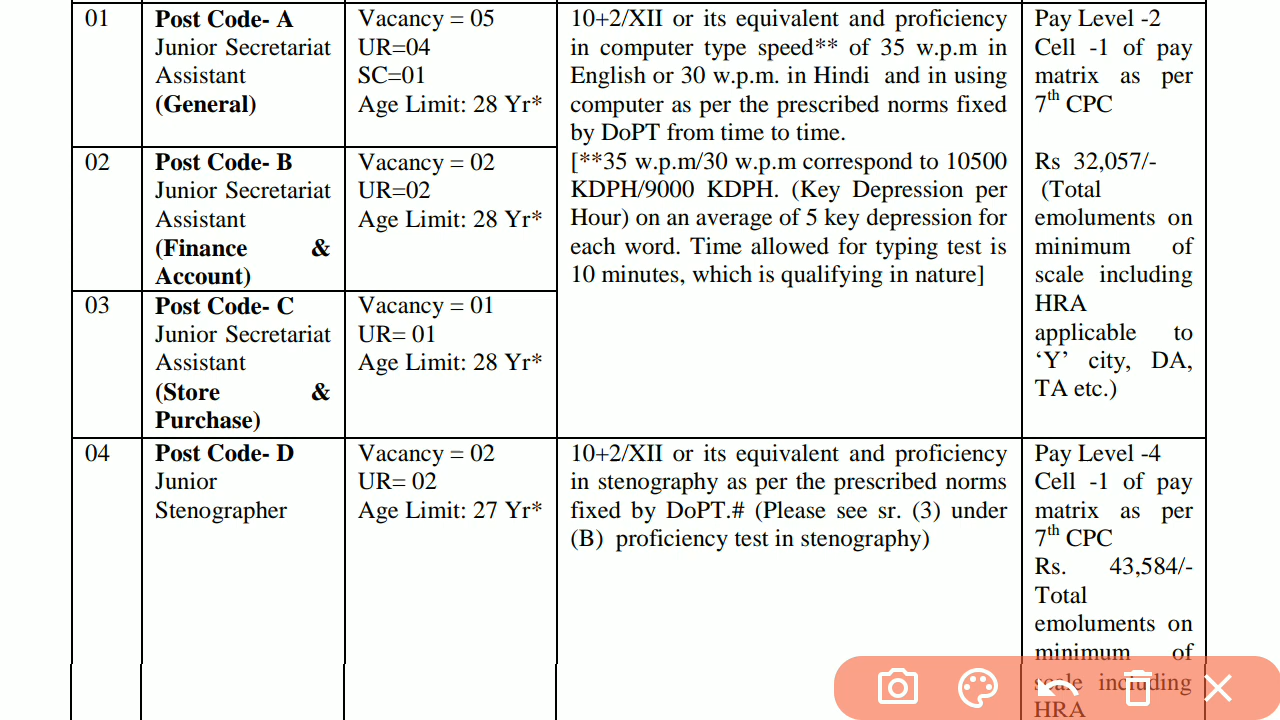 01
Post Code- A
Junior Secretariat
Assistant
(General)
Vacancy = 05
UR=04
SC=01
Age Limit: 28 Yr*
10+2/XII or its equivalent and proficiency
in computer type speed** of 35 w.p.m in
English or 30 w.p.m. in Hindi and in using
computer as per the prescribed norms fixed
by DoPT from time to time.
[**35 w.p.m/30 w.p.m correspond to 10500
KDPH/9000 KDPH. (Key Depression per
Hour) on an average of 5 key depression for
each word. Time allowed for typing test is
10 minutes, which is qualifying in nature]
Pay Level -2
Cell -1 of pay
matrix as per
7th CPC
Rs 32,057/-
(Total
emoluments on
minimum of
scale including
HRA
applicable to
‘Y’ city, DA,
TA etc.)
02
Post Code- B
Junior Secretariat
Assistant
(Finance &
Account)
Vacancy = 02
UR=02
Age Limit: 28 Yr*
03
Post Code- C
Junior Secretariat
Assistant
(Store &
Purchase)
Vacancy = 01
UR= 01
Age Limit: 28 Yr*
04
Post Code- D
Junior
Stenographer
Vacancy = 02
UR= 02
Age Limit: 27 Yr*
10+2/XII or its equivalent and proficiency
in stenography as per the prescribed norms
fixed by DoPT.# (Please see sr. (3) under
(B) proficiency test in stenography)
Pay Level -4
Cell -1 of pay
matrix as per
7th CPC
Rs. 43,584/-
Total
emoluments on
minimum of
scale including
HRA